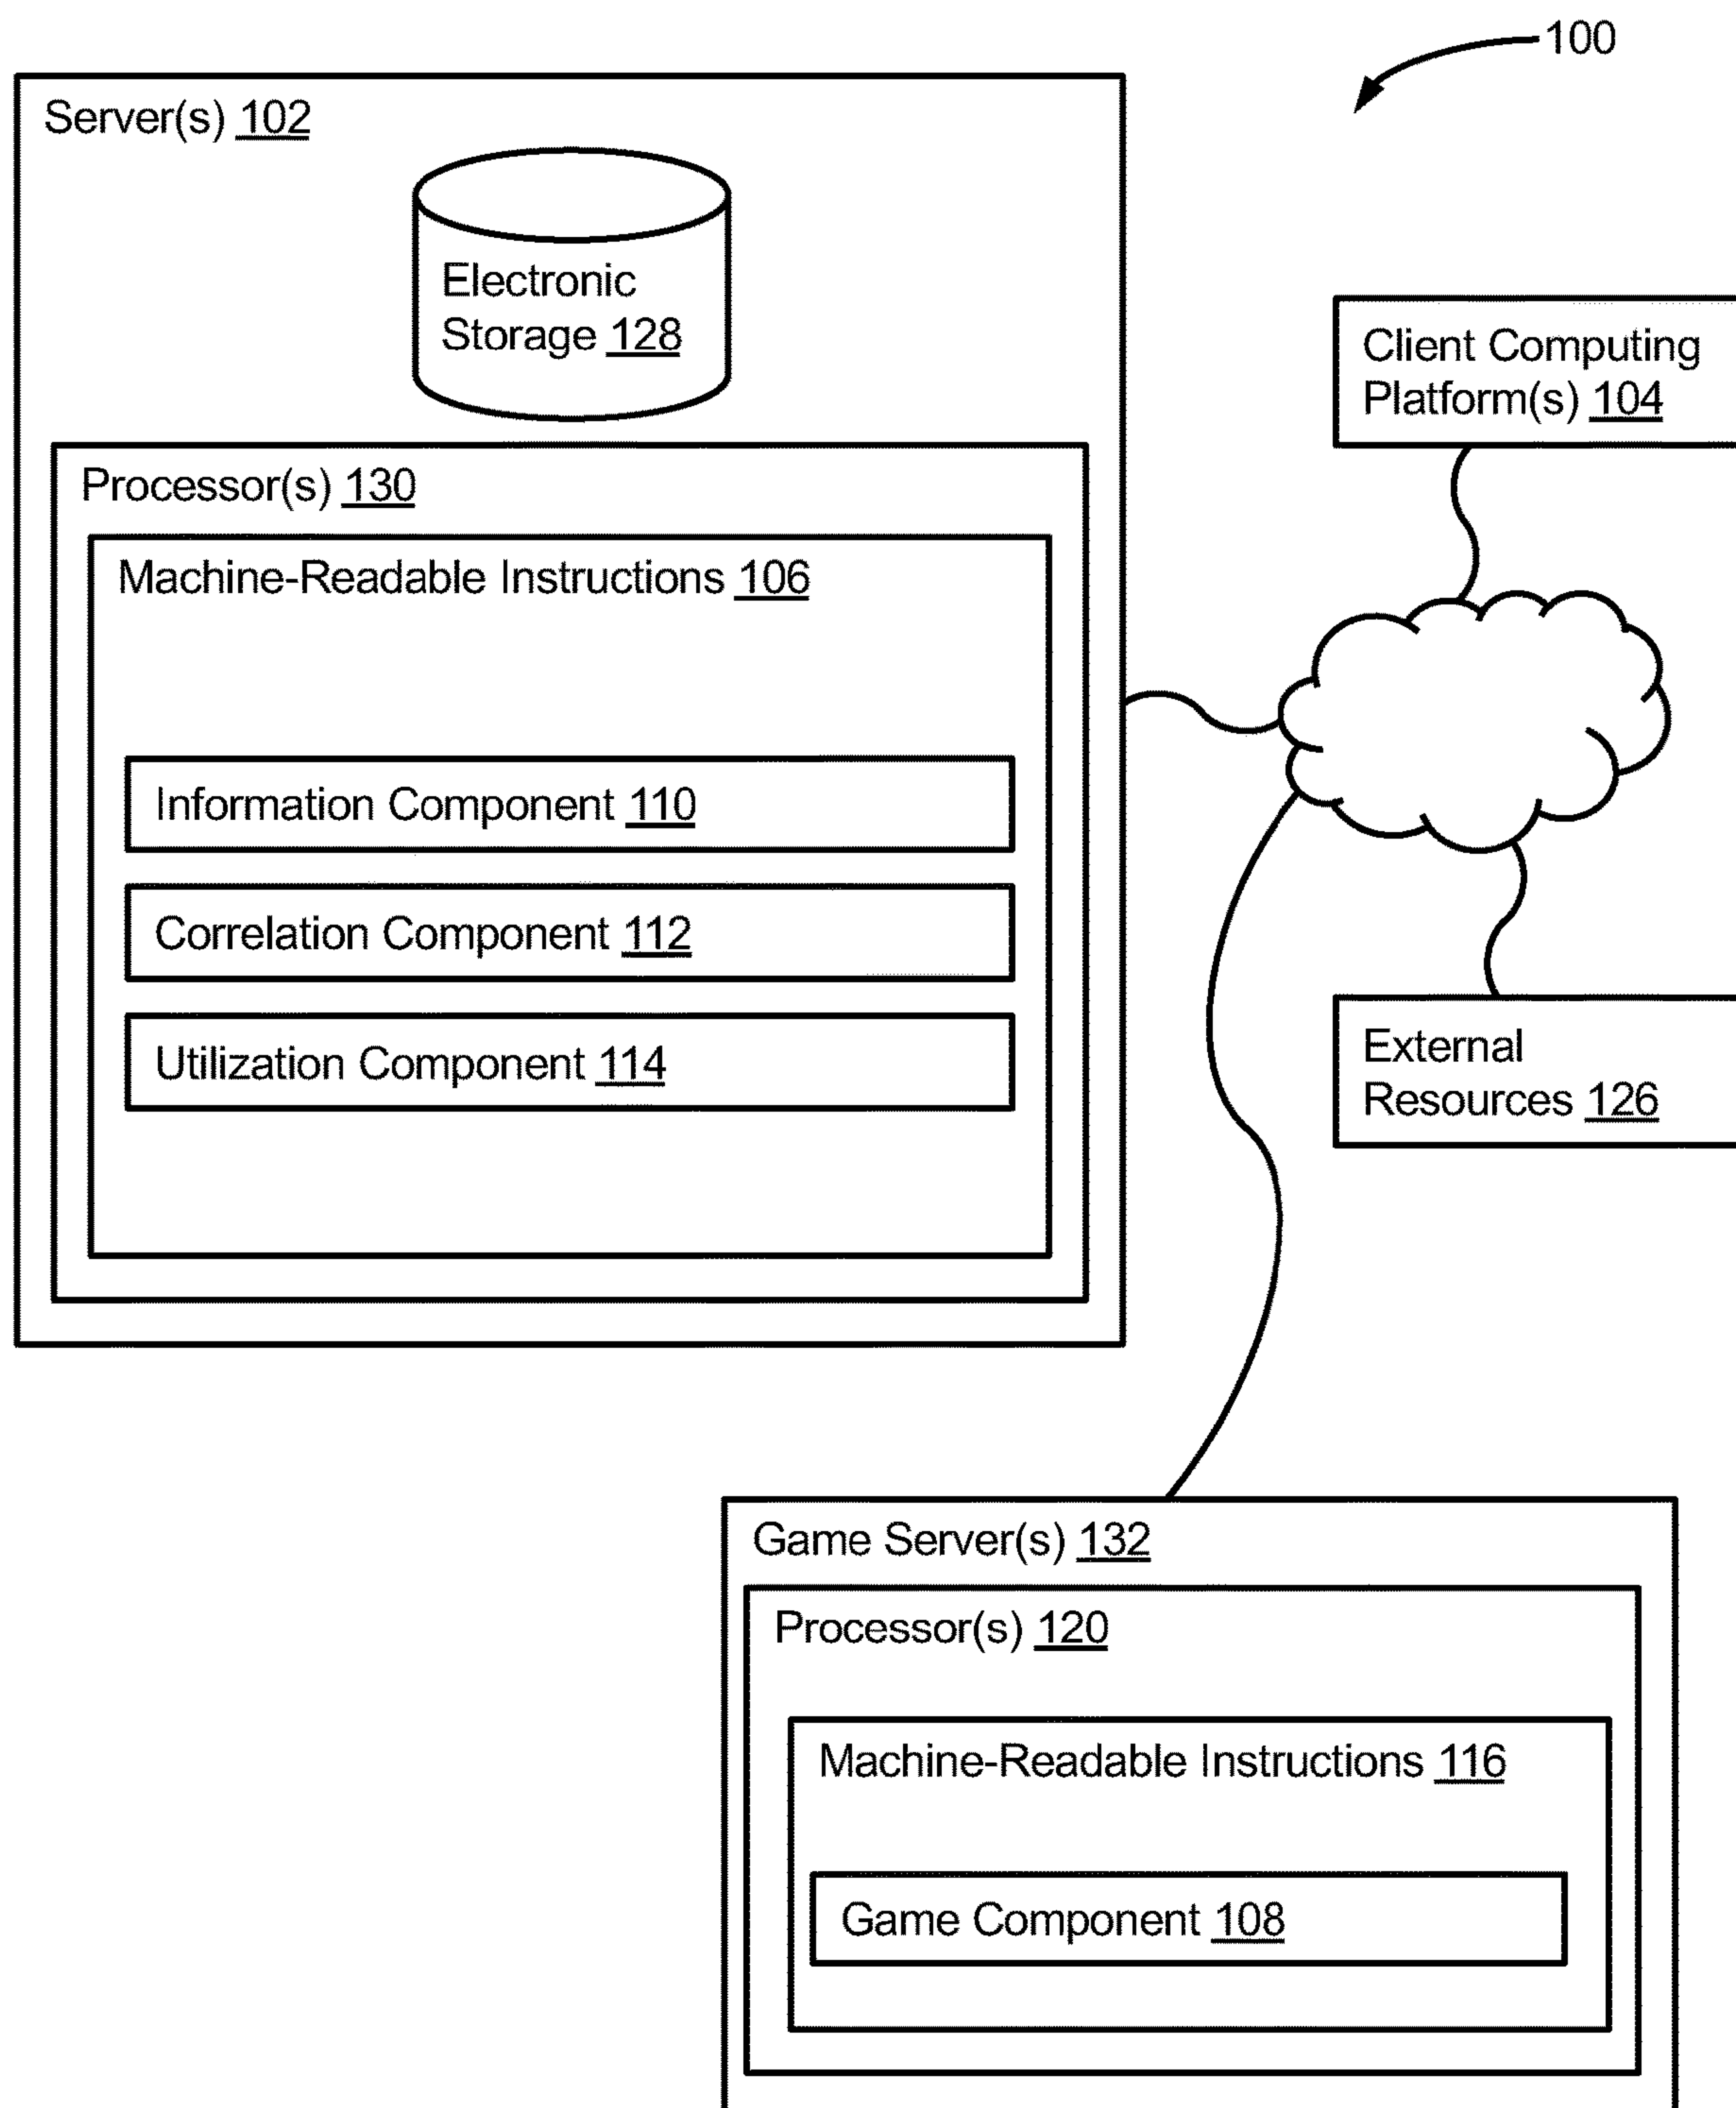 100
Server(s) 102
Electronic
Storage 128
Client Computing
Platform(s) 104
Processor(s) 130
Machine-Readable Instructions 106
Information Component 110
Correlation Component 112
Utilization Component 114
External
Resources 126
Game Server(s) 132
Processor(s) 120
Machine-Readable Instructions 116
Game Component 108